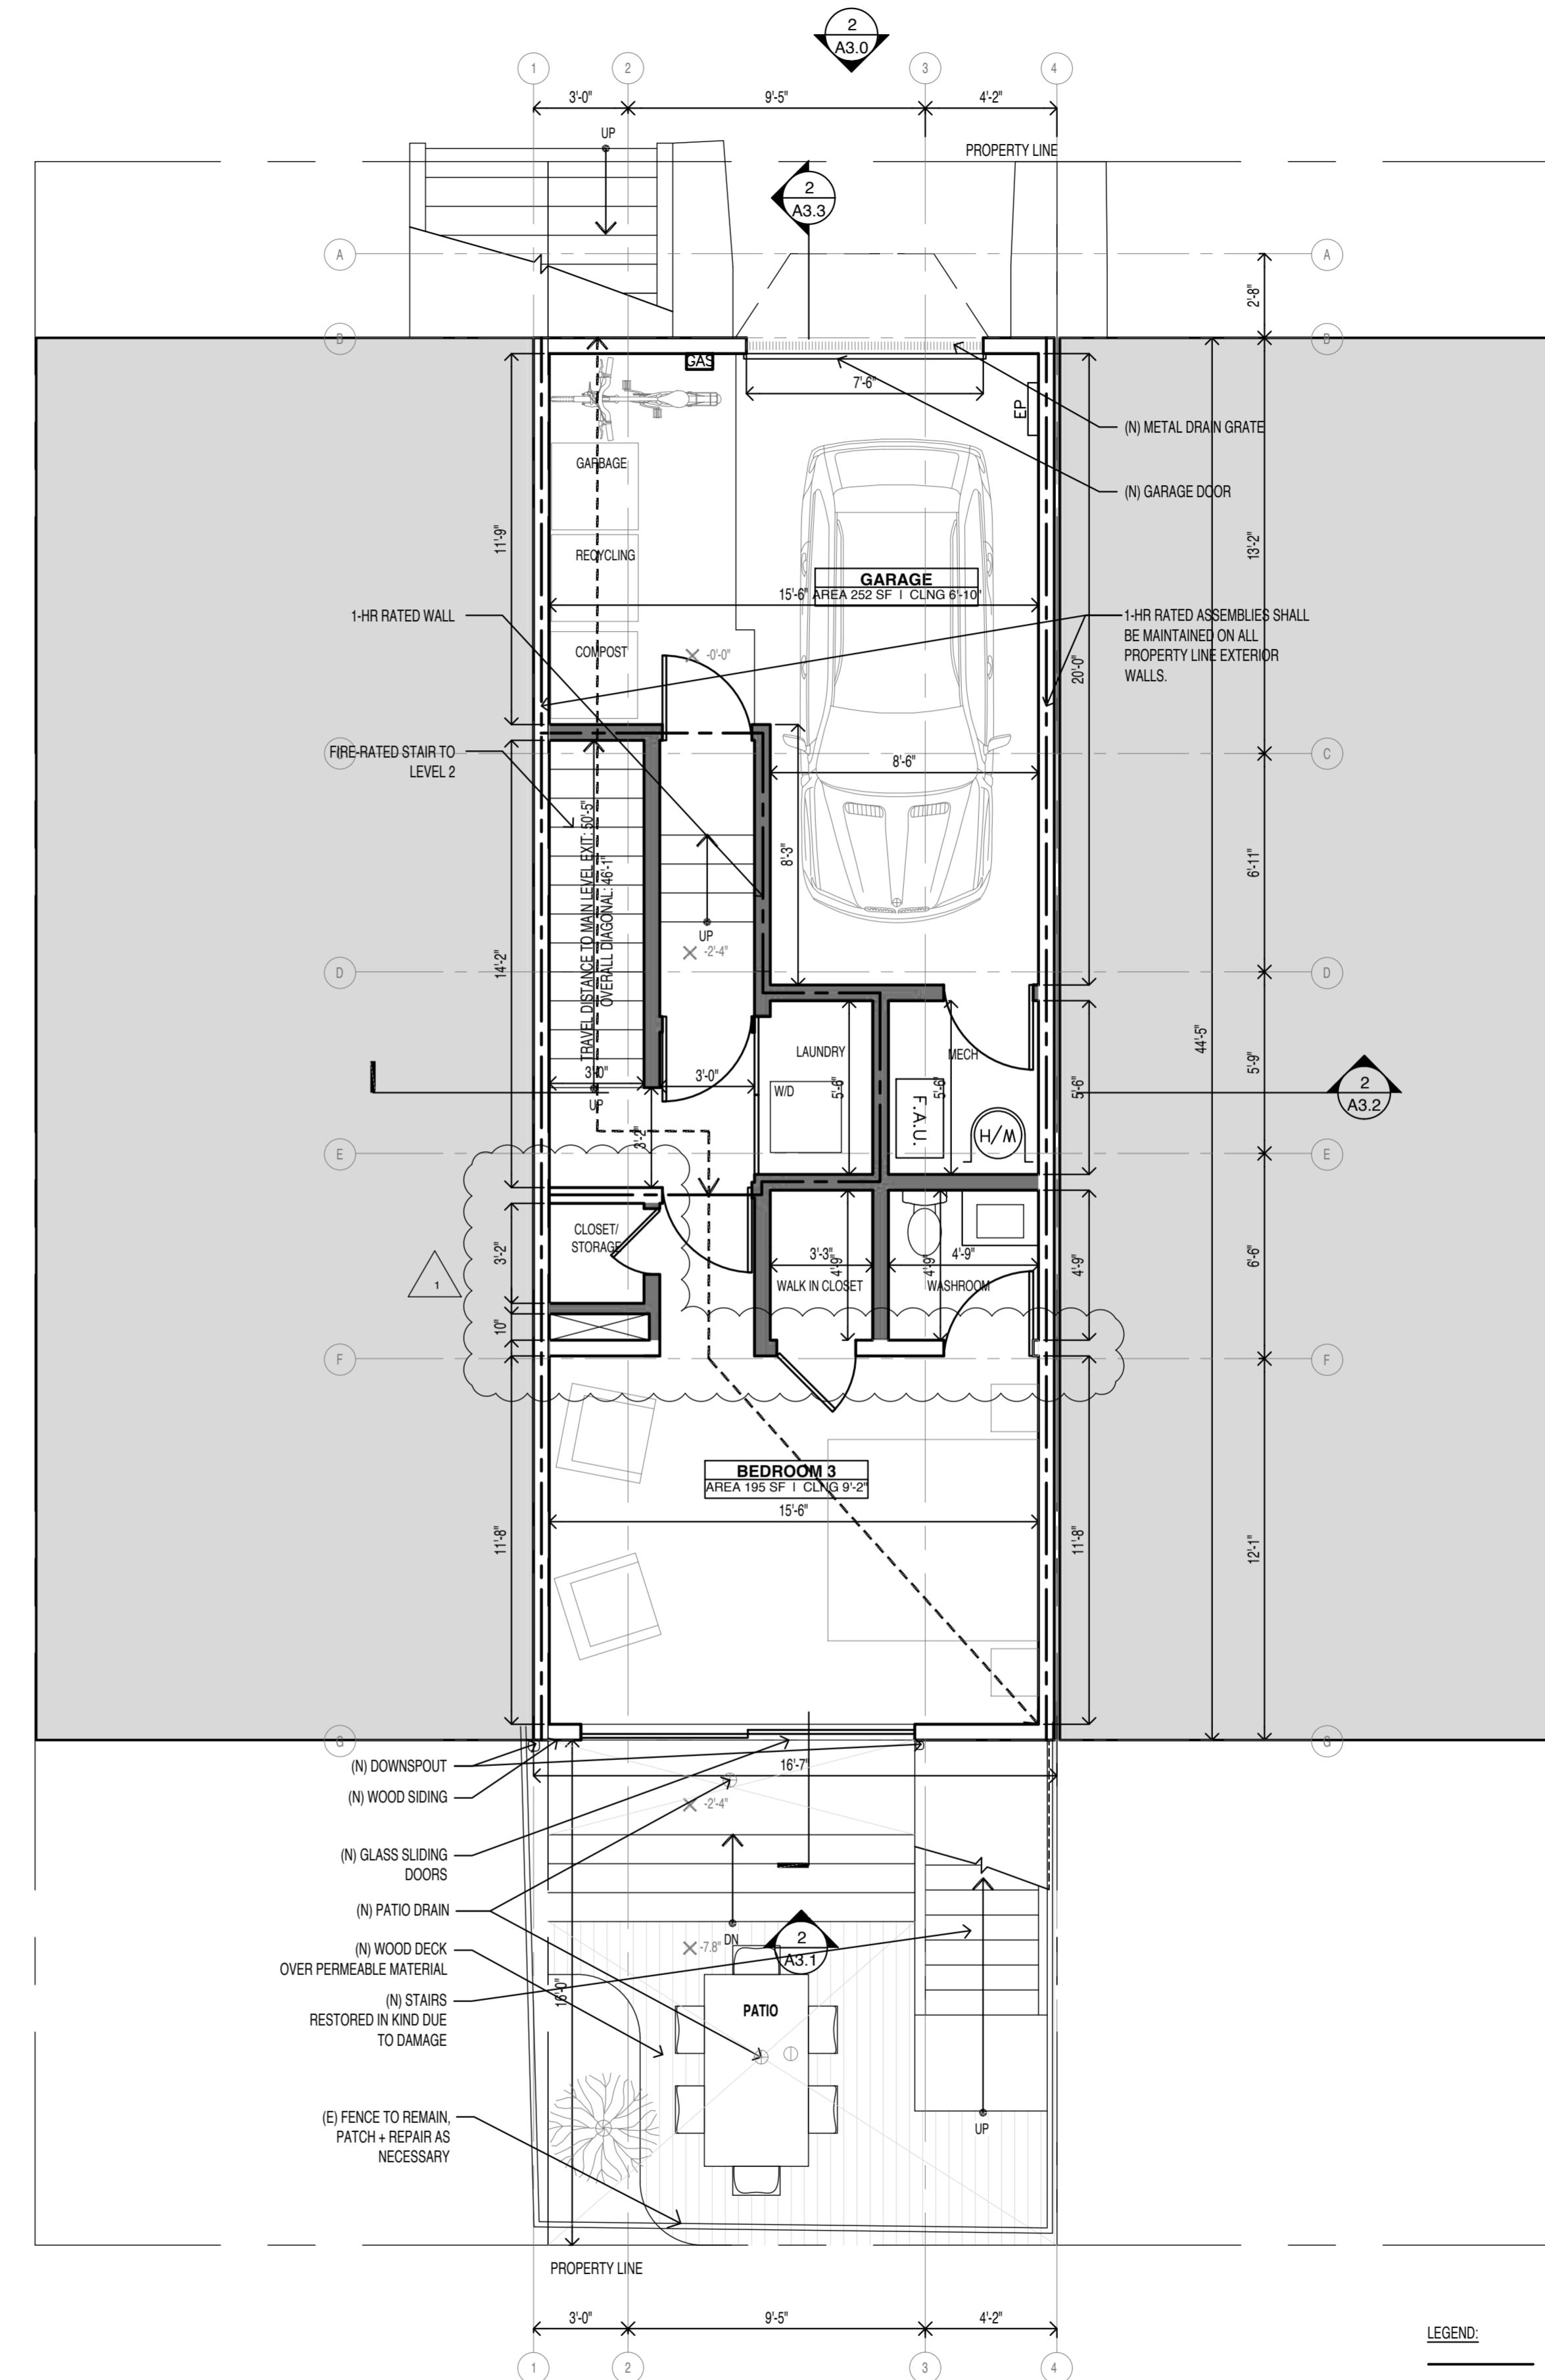 2
A3.0
1
2
3
4
3'-0"
9'-5"
4'-2"
UP
PROPERTY LINE
2
A3.3
A
A
2'-8"
B
B
GAS
7'-6"
EP
(N) METAL DRAIN GRATE
GARBAGE
(N) GARAGE DOOR
11'-9"
RECYCLING
13'-2"
GARAGE
AREA 252 SF | CLNG 6'-10"
15'-6"
1-HR RATED WALL
1-HR RATED ASSEMBLIES SHALL
BE MAINTAINED ON ALL
PROPERTY LINE EXTERIOR
WALLS.
COMPOST
-0'-0"
20'-0"
FIRE-RATED STAIR TO
LEVEL 2
C
C
8'-6"
TRAVEL DISTANCE TO MAIN LEVEL EXIT: 50'-5"
OVERALL DIAGONAL: 46'-1"
8'-3"
6'-11"
UP
-2'-4"
14'-2"
D
D
44'-5"
LAUNDRY
MECH
5'-9"
3'-0"
3'-0"
W/D
5'-6"
5'-6"
5'-6"
UP
F.A.U.
W/H
2
A3.2
3'-2"
E
E
CLOSET/
STORAGE
3'-2"
3'-3"
4'-9"
4'-9"
4'-9"
4'-9"
6'-6"
WALK IN CLOSET
WASHROOM
1
10"
F
F
BEDROOM 3
AREA 195 SF | CLNG 9'-2"
15'-6"
11'-8"
11'-8"
12'-1"
G
G
(N) DOWNSPOUT
16'-7"
(N) WOOD SIDING
-2'-4"
(N) GLASS SLIDING
DOORS
(N) PATIO DRAIN
DN
2
A3.1
(N) WOOD DECK
OVER PERMEABLE MATERIAL
-7.8"
16'-0"
(N) STAIRS
RESTORED IN KIND DUE
TO DAMAGE
PATIO
(E) FENCE TO REMAIN,
PATCH + REPAIR AS
NECESSARY
UP
PROPERTY LINE
3'-0"
9'-5"
4'-2"
LEGEND:
1
2
3
4